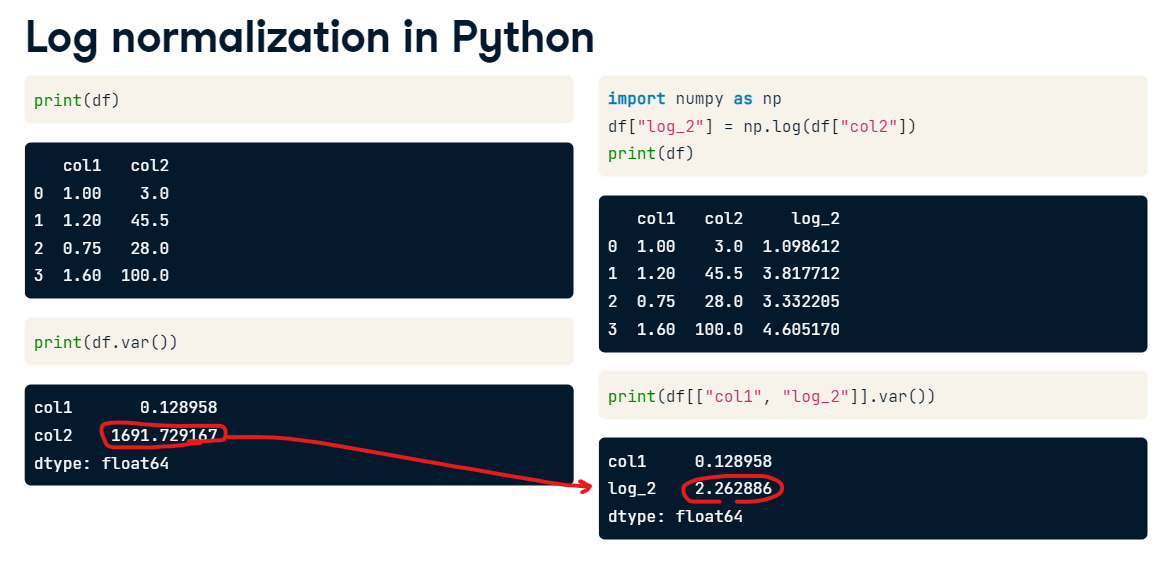 Log normalization in Python
print(df)
   col1   col2
0  1.00    3.0
1  1.20   45.5
2  0.75   28.0
3  1.60  100.0
print(df.var())
col1       0.128958
col2    1691.729167
dtype: float64
import numpy as np
df["log_2"] = np.log(df["col2"])
print(df)
   col1   col2     log_2
0  1.00    3.0  1.098612
1  1.20   45.5  3.817712
2  0.75   28.0  3.332205
3  1.60  100.0  4.605170
print(df[["col1", "log_2"]].var())
col1     0.128958
log_2    2.262886
dtype: float64